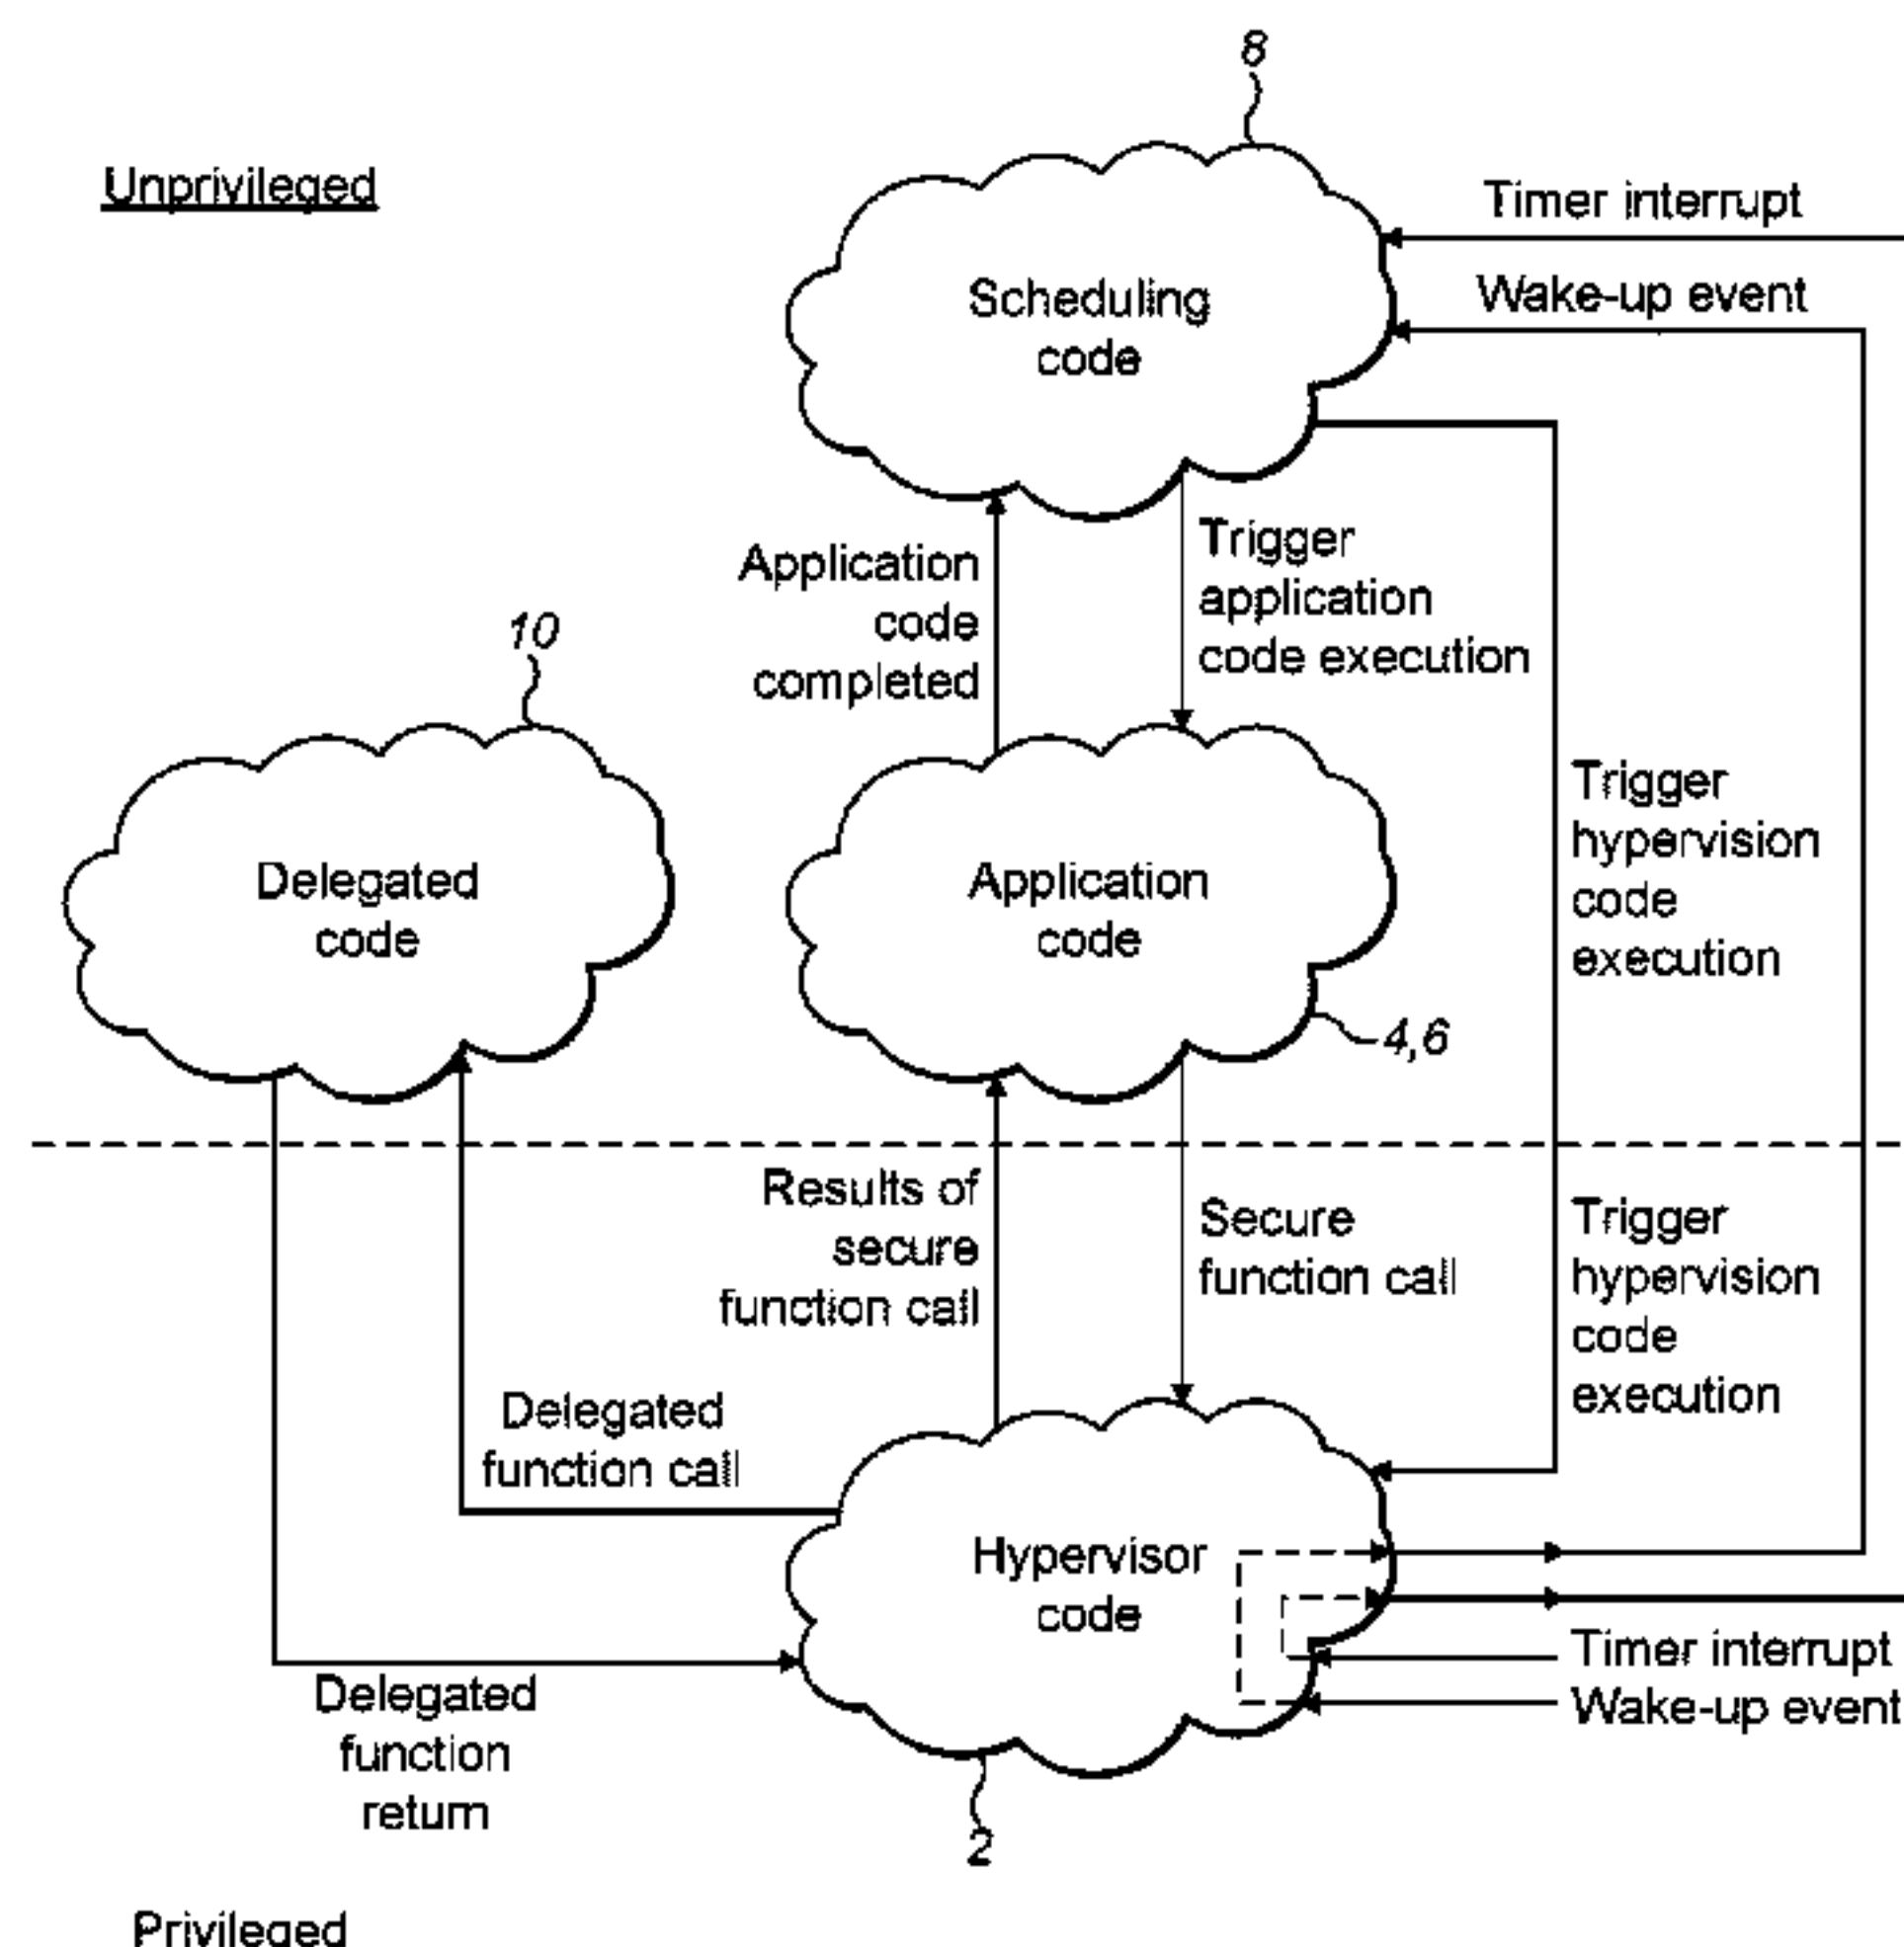 8
Unprivileged
Timer interrupt
Wake-up event
Scheduling
code
Application
code
completed
Trigger
application
code execution
10
Trigger
hypervision
code
execution
Delegated
code
Application
code
4,6
Results of
secure
function call
Secure
function call
Trigger
hypervision
code
execution
Delegated
function call
Hypervisor
code
Timer interrupt
Wake-up event
Delegated
function
return
2
Privileged